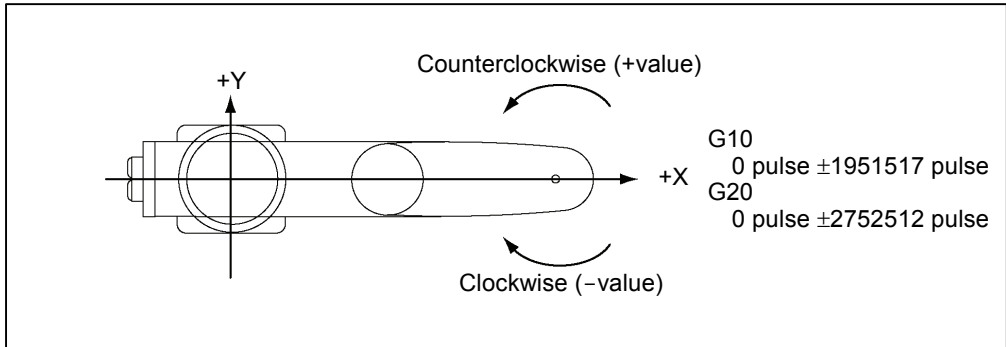 Counterclockwise (+value)
+Y
G10
0 pulse ±1951517 pulse
+X
G20
0 pulse ±2752512 pulse
Clockwise (−value)